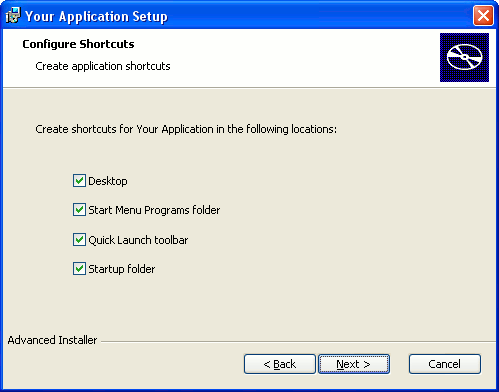 Your Application Setup
Configure Shortcuts
Create application shortcuts
Create shortcuts for Your Application in the following locations:
Desktop
Start Menu Programs folder
Quick Launch toolbar
Startup folder
Advanced Installer
< Back Next > Cancel